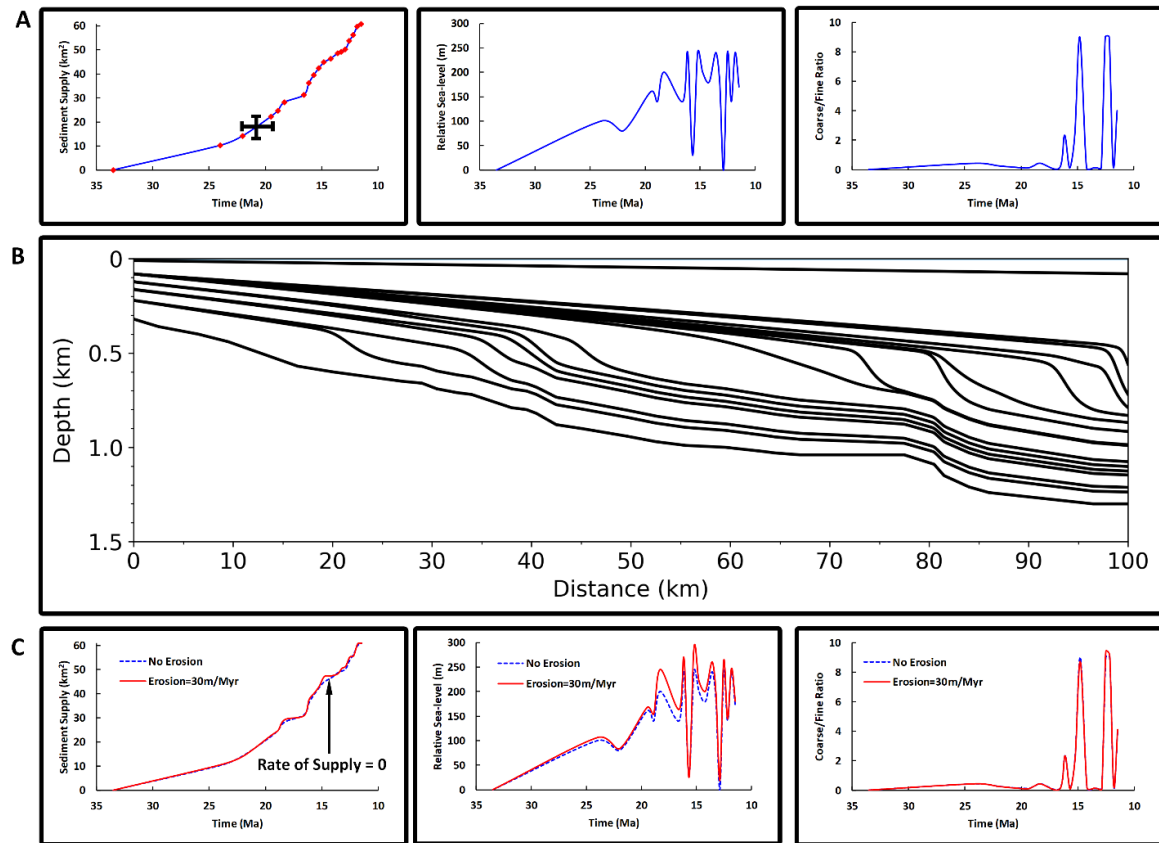 A
Sediment Supply (km²)
60
50
40
30
20
10
0
35 30 25 20 15 10
Time (Ma)
Relative Sea-level (m)
300
250
200
150
100
50
0
35 30 25 20 15 10
Time (Ma)
Coarse/Fine Ratio
10
8
6
4
2
0
35 30 25 20 15 10
Time (Ma)
B
Depth (km)
0
0.5
1.0
1.5
0 10 20 30 40 50 60 70 80 90 100
Distance (km)
C
Sediment Supply (km²)
60
50
40
30
20
10
0
No Erosion
Erosion=30m/Myr
Rate of Supply = 0
35 30 25 20 15 10
Time (Ma)
Relative Sea-level (m)
300
250
200
150
100
50
0
No Erosion
Erosion=30m/Myr
35 30 25 20 15 10
Time (Ma)
Coarse/Fine Ratio
10
8
6
4
2
0
No Erosion
Erosion=30m/Myr
35 30 25 20 15 10
Time (Ma)